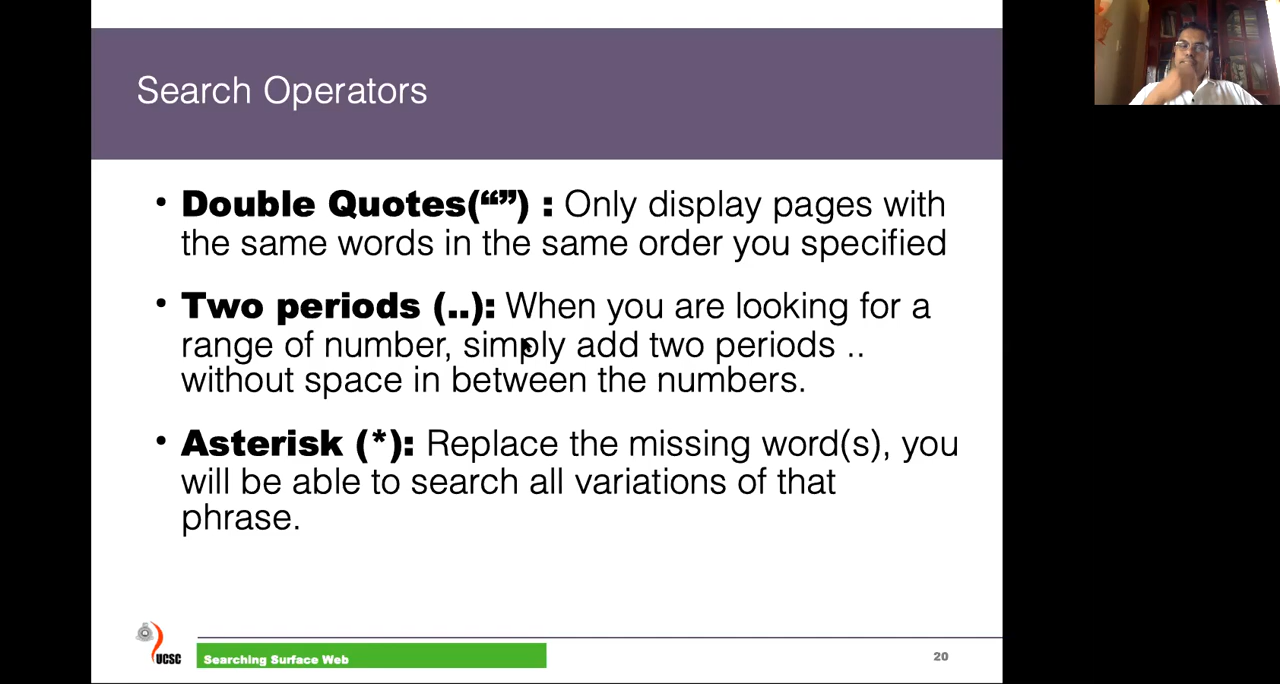 Search Operators
• Double Quotes(“”) : Only display pages with
the same words in the same order you specified
• Two periods (..): When you are looking for a
range of number, simply add two periods ..
without space in between the numbers.
• Asterisk (*): Replace the missing word(s), you
will be able to search all variations of that
phrase.
UCSC
Searching Surface Web
20